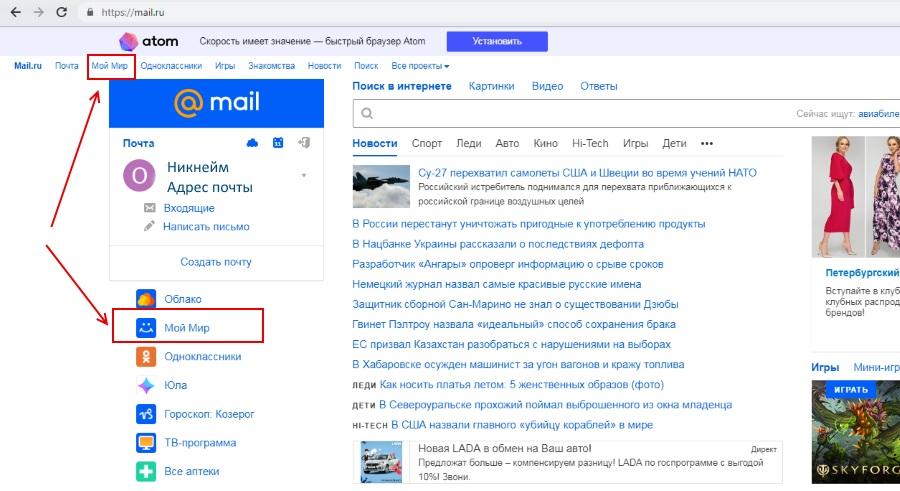 https://mail.ru
atom
Скорость имеет значение — быстрый браузер Atom
Установить
Mail.ru Почта Мой Мир Одноклассники Игры Знакомства Новости Поиск Все проекты
@mail
Почта
31
О
Никнейм
Адрес почты
Входящие
Написать письмо
Создать почту
Облако
Мой Мир
Одноклассники
Юла
Гороскоп: Козерог
ТВ-программа
Все аптеки
Поиск в интернете Картинки Видео Ответы
Сейчас ищут: авиабиле
Новости Спорт Леди Авто Кино Hi-Tech Игры Дети •••
Су-27 перехватил самолеты США и Швеции во время учений НАТО
Российский истребитель поднимался для перехвата приближающихся к
российской границе воздушных целей
В России перестанут уничтожать пригодные к употреблению продукты
В Нацбанке Украины рассказали о последствиях дефолта
Разработчик «Ангары» опроверг информацию о срыве сроков
Немецкий журнал назвал самые красивые русские имена
Защитник сборной Сан-Марино не знал о существовании Дзюбы
Гвинет Пэлтроу назвала «идеальный» способ сохранения брака
ЕС призвал Казахстан разобраться с нарушениями на выборах
В Хабаровске осужден машинист за угон вагонов и кражу топлива
ЛЕДИ Как носить платья летом: 5 женственных образов (фото)
ДЕТИ В Североуральске прохожий поймал выброшенного из окна младенца
HI-TECH В США назвали главного «убийцу кораблей» в мире
Новая LADA в обмен на Ваш авто!
Директ
Предложат больше – компенсируем разницу! LADA по госпрограмме с выгодой
10%! Звони.
Петербургский
Вступайте в клуб
клубных распрод
брендов!
Игры Мини-игр
ИГРАТЬ
SKYFORG